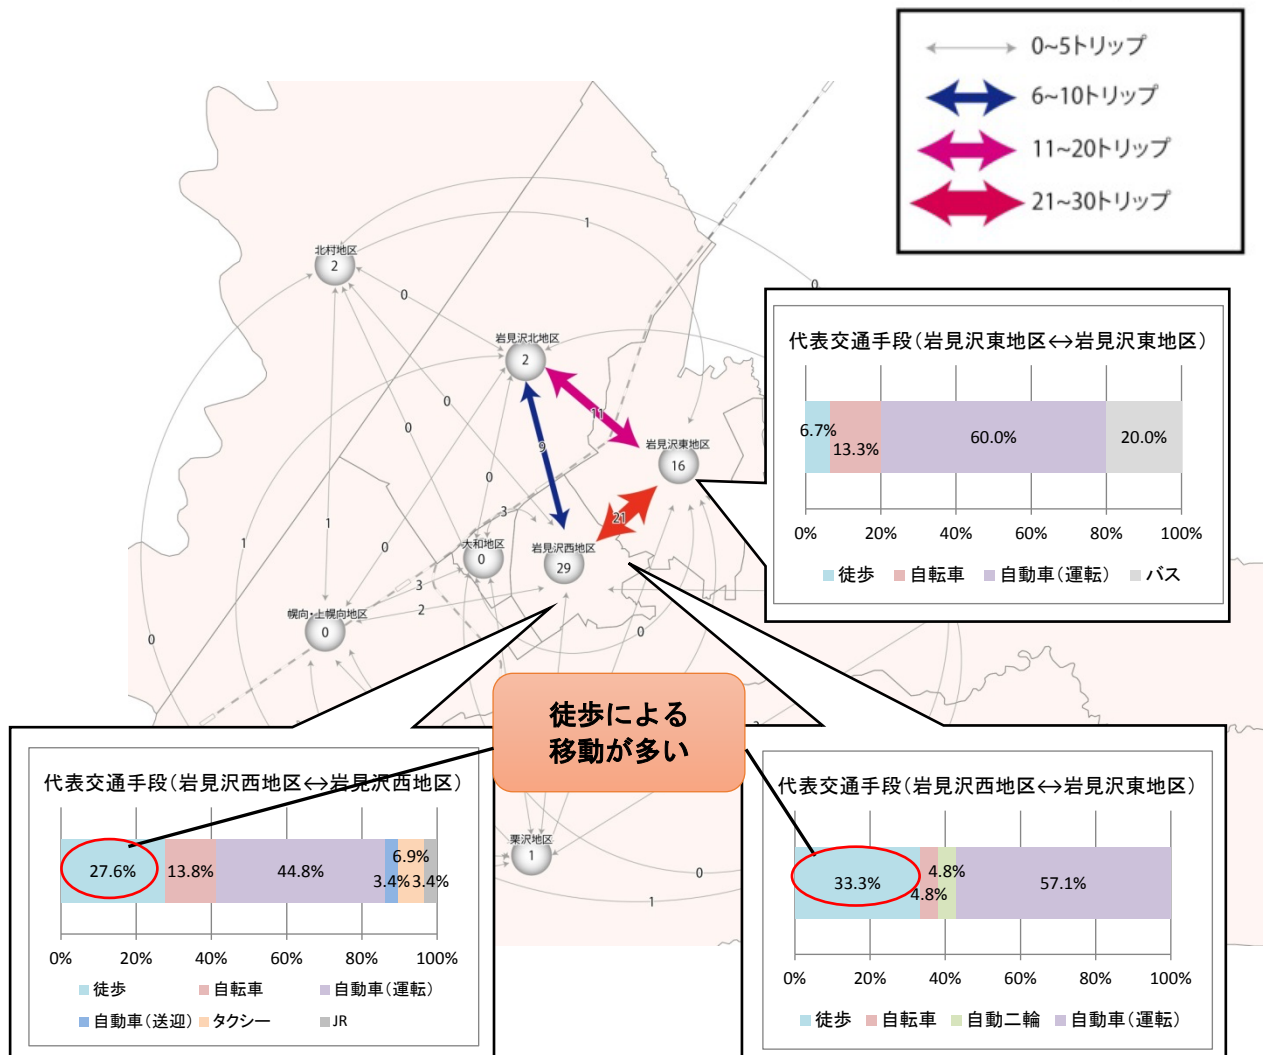 0~5トリップ
6~10トリップ
11~20トリップ
21~30トリップ
1
北村地区
2
0
0
岩見沢北地区
2
0
0
11
9
岩見沢東地区
16
0
3
21
1
1
0
大和地区
0
岩見沢西地区
29
3
2
幌向・上幌向地区
0
0
0
代表交通手段(岩見沢東地区↔岩見沢東地区)
6.7%
13.3%
60.0%
20.0%
0% 20% 40% 60% 80% 100%
徒歩 自転車 自動車(運転) バス
徒歩による
移動が多い
代表交通手段(岩見沢西地区↔岩見沢西地区)
27.6%
13.8%
44.8%
3.4%
6.9%
3.4%
0% 20% 40% 60% 80% 100%
徒歩 自転車 自動車(運転)
自動車(送迎) タクシー JR
栗沢地区
1
0
1
代表交通手段(岩見沢西地区↔岩見沢東地区)
33.3%
4.8%
4.8%
57.1%
0% 20% 40% 60% 80% 100%
徒歩 自転車 自動二輪 自動車(運転)